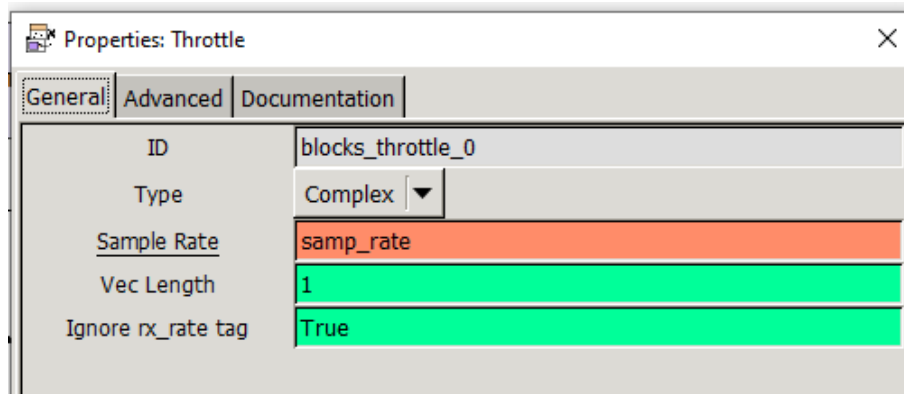 Properties: Throttle
General Advanced Documentation
ID blocks_throttle_0
Type Complex
Sample Rate samp_rate
Vec Length 1
Ignore rx_rate tag True